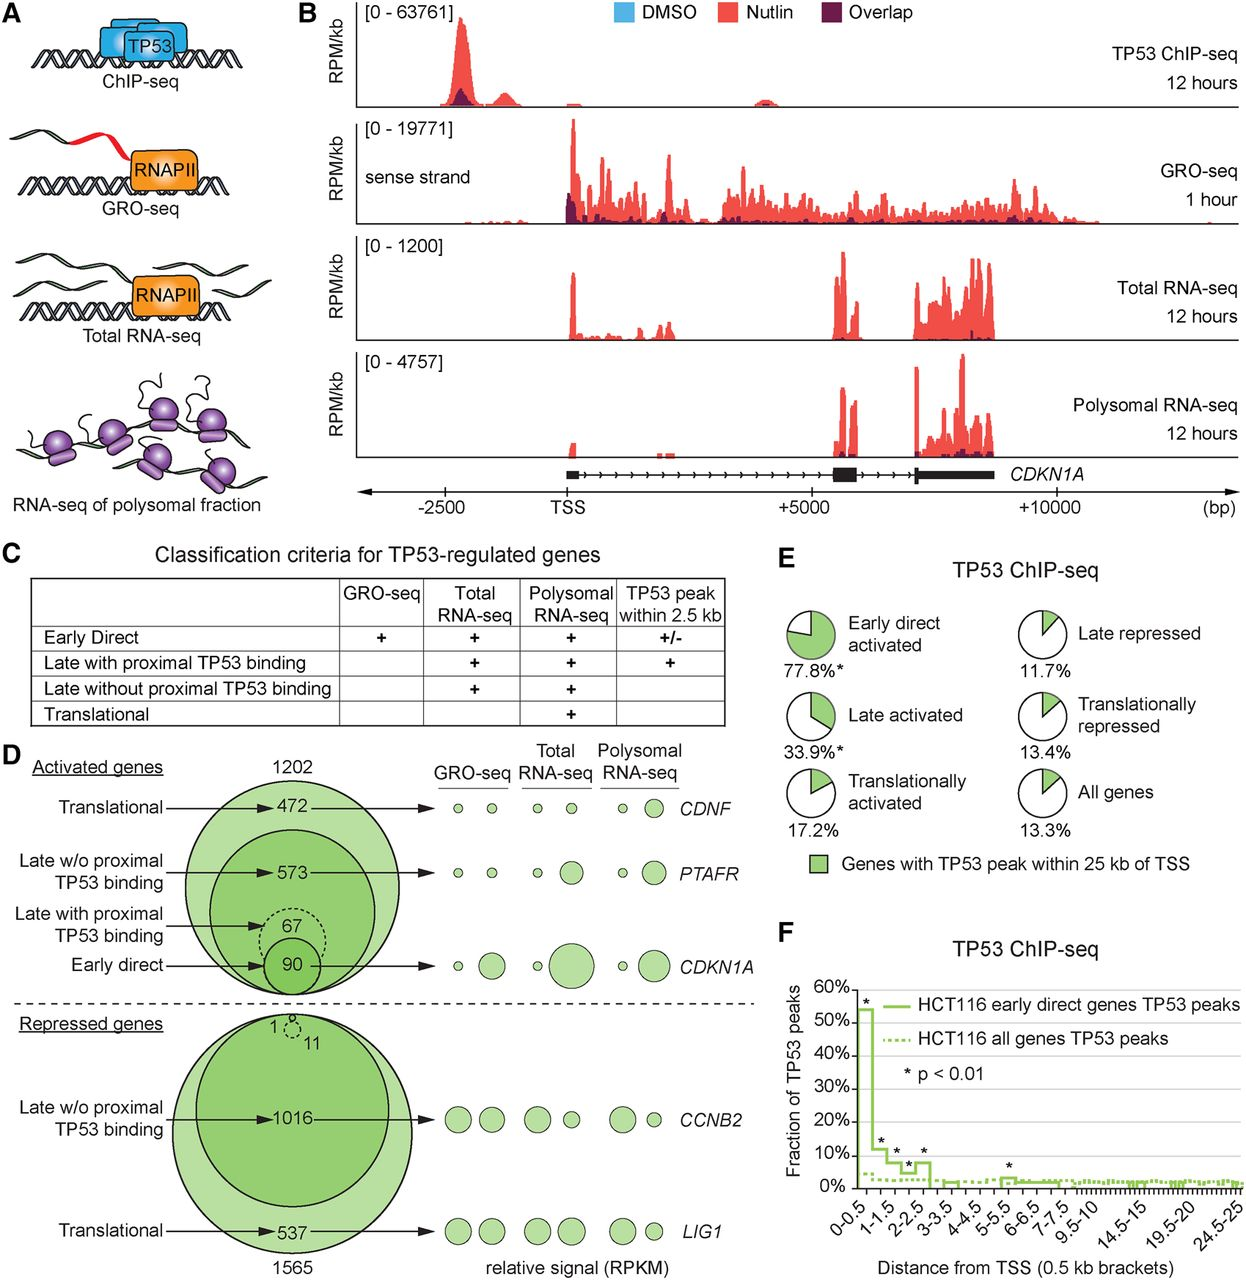 A
TP53
ChIP-seq
RNAPII
GRO-seq
RNAPII
Total RNA-seq
RNA-seq of polysomal fraction
B
DMSO Nutlin Overlap
RPM/kb
[0 - 63761]
TP53 ChIP-seq
12 hours
RPM/kb
[0 - 19771]
sense strand
GRO-seq
1 hour
RPM/kb
[0 - 1200]
Total RNA-seq
12 hours
RPM/kb
[0 - 4757]
Polysomal RNA-seq
12 hours
CDKN1A
-2500 TSS +5000 +10000 (bp)
C
Classification criteria for TP53-regulated genes
GRO-seq Total RNA-seq Polysomal RNA-seq TP53 peak within 2.5 kb
Early Direct + + + +/-
Late with proximal TP53 binding + + +
Late without proximal TP53 binding + +
Translational +
D
Activated genes
1202
GRO-seq
Total
RNA-seq
Polysomal
RNA-seq
Translational 472 CDNF
Late w/o proximal
TP53 binding
573 PTAFR
Late with proximal
TP53 binding
67
Early direct 90 CDKN1A
Repressed genes
1
11
Late w/o proximal
TP53 binding
1016 CCNB2
Translational 537 LIG1
1565
relative signal (RPKM)
E
TP53 ChIP-seq
Early direct
activated
77.8%*
Late repressed
11.7%
Late activated
33.9%*
Translationally
repressed
13.4%
Translationally
activated
17.2%
All genes
13.3%
Genes with TP53 peak within 25 kb of TSS
F
TP53 ChIP-seq
Fraction of TP53 peaks
60%
50%
40%
30%
20%
10%
0%
HCT116 early direct genes TP53 peaks
HCT116 all genes TP53 peaks
* p < 0.01
* * * * * *
0-0.5 1-1.5 2-2.5 3-3.5 4-4.5 5-5.5 6-6.5 7-7.5 9.5-10 14.5-15 19.5-20 24.5-25
Distance from TSS (0.5 kb brackets)